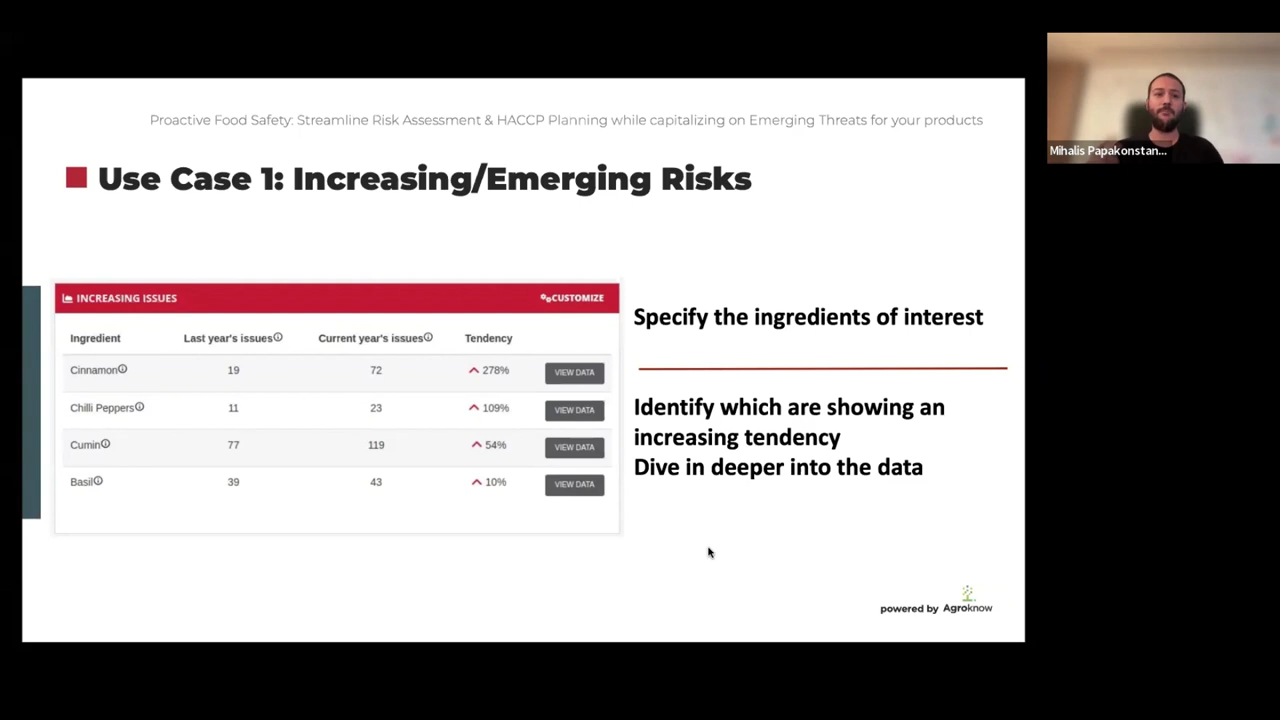 Proactive Food Safety: Streamline Risk Assessment & HACCP Planning while capitalizing on Emerging Threats for your products
Mihalis Papakonstan...
Use Case 1: Increasing/Emerging Risks
INCREASING ISSUES CUSTOMIZE
Ingredient Last year's issues Current year's issues Tendency
Cinnamon 19 72 278% VIEW DATA
Chilli Peppers 11 23 109% VIEW DATA
Cumin 77 119 54% VIEW DATA
Basil 39 43 10% VIEW DATA
Specify the ingredients of interest
Identify which are showing an
increasing tendency
Dive in deeper into the data
powered by Agroknow